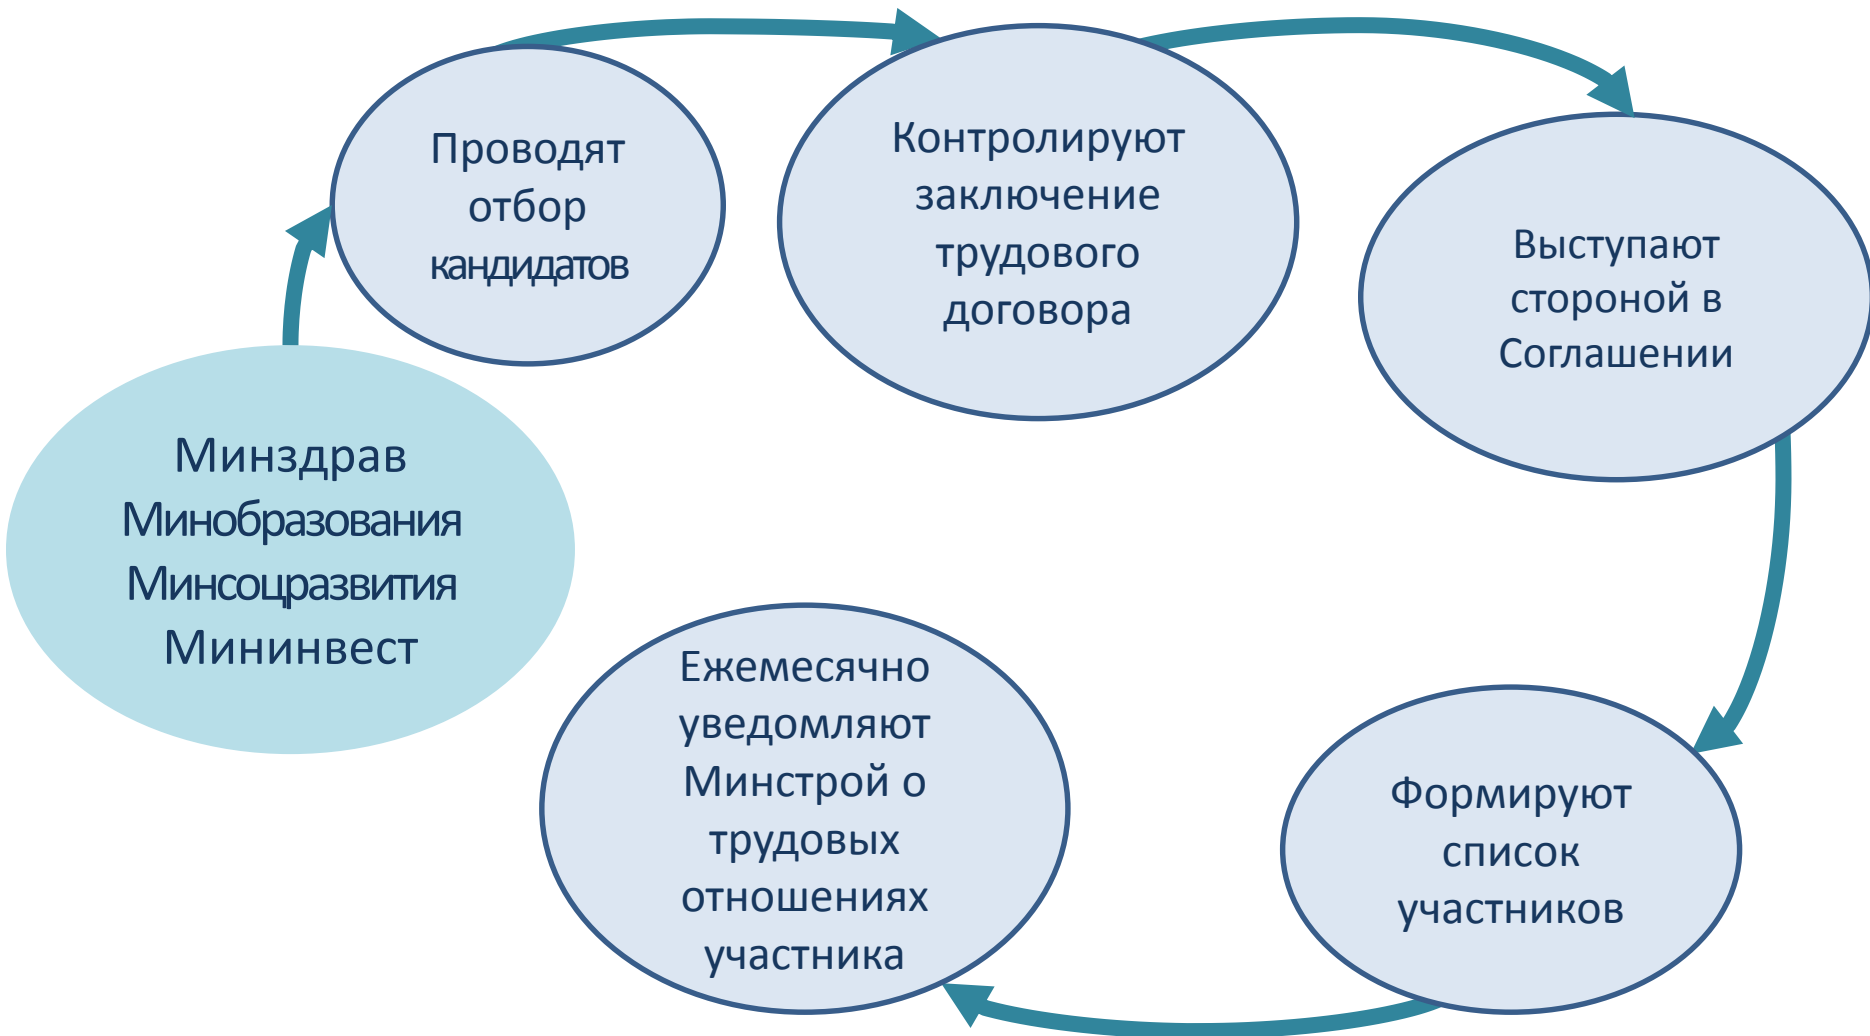 Проводят
отбор
кандидатов
Контролируют
заключение
трудового
договора
Выступают
стороной в
Соглашении
Минздрав
Минобразования
Минсоцразвития
Мининвест
Ежемесячно
уведомляют
Минстрой о
трудовых
отношениях
участника
Формируют
список
участников